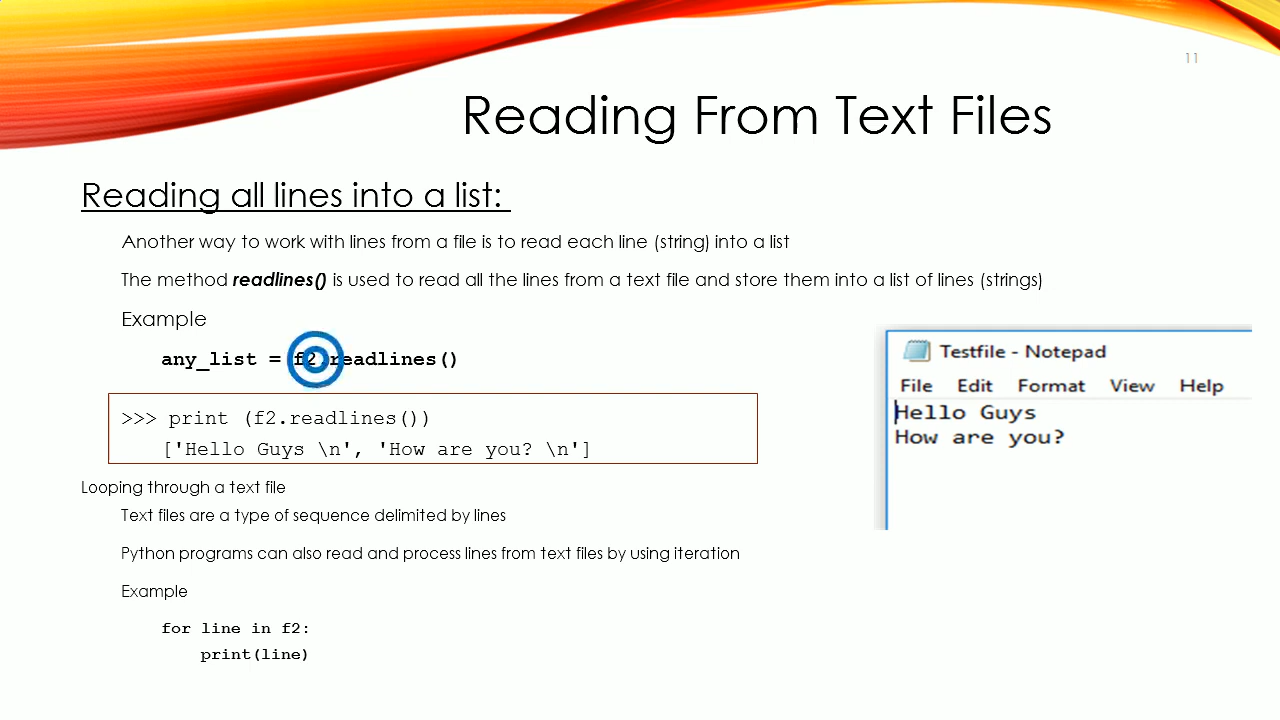 11
Reading From Text Files
Reading all lines into a list:
Another way to work with lines from a file is to read each line (string) into a list
The method readlines() is used to read all the lines from a text file and store them into a list of lines (strings)
Example
any_list = f2.readlines()
>>> print (f2.readlines())
['Hello Guys \n', 'How are you? \n']
Testfile - Notepad
File Edit Format View Help
Hello Guys
How are you?
Looping through a text file
Text files are a type of sequence delimited by lines
Python programs can also read and process lines from text files by using iteration
Example
for line in f2:
print(line)